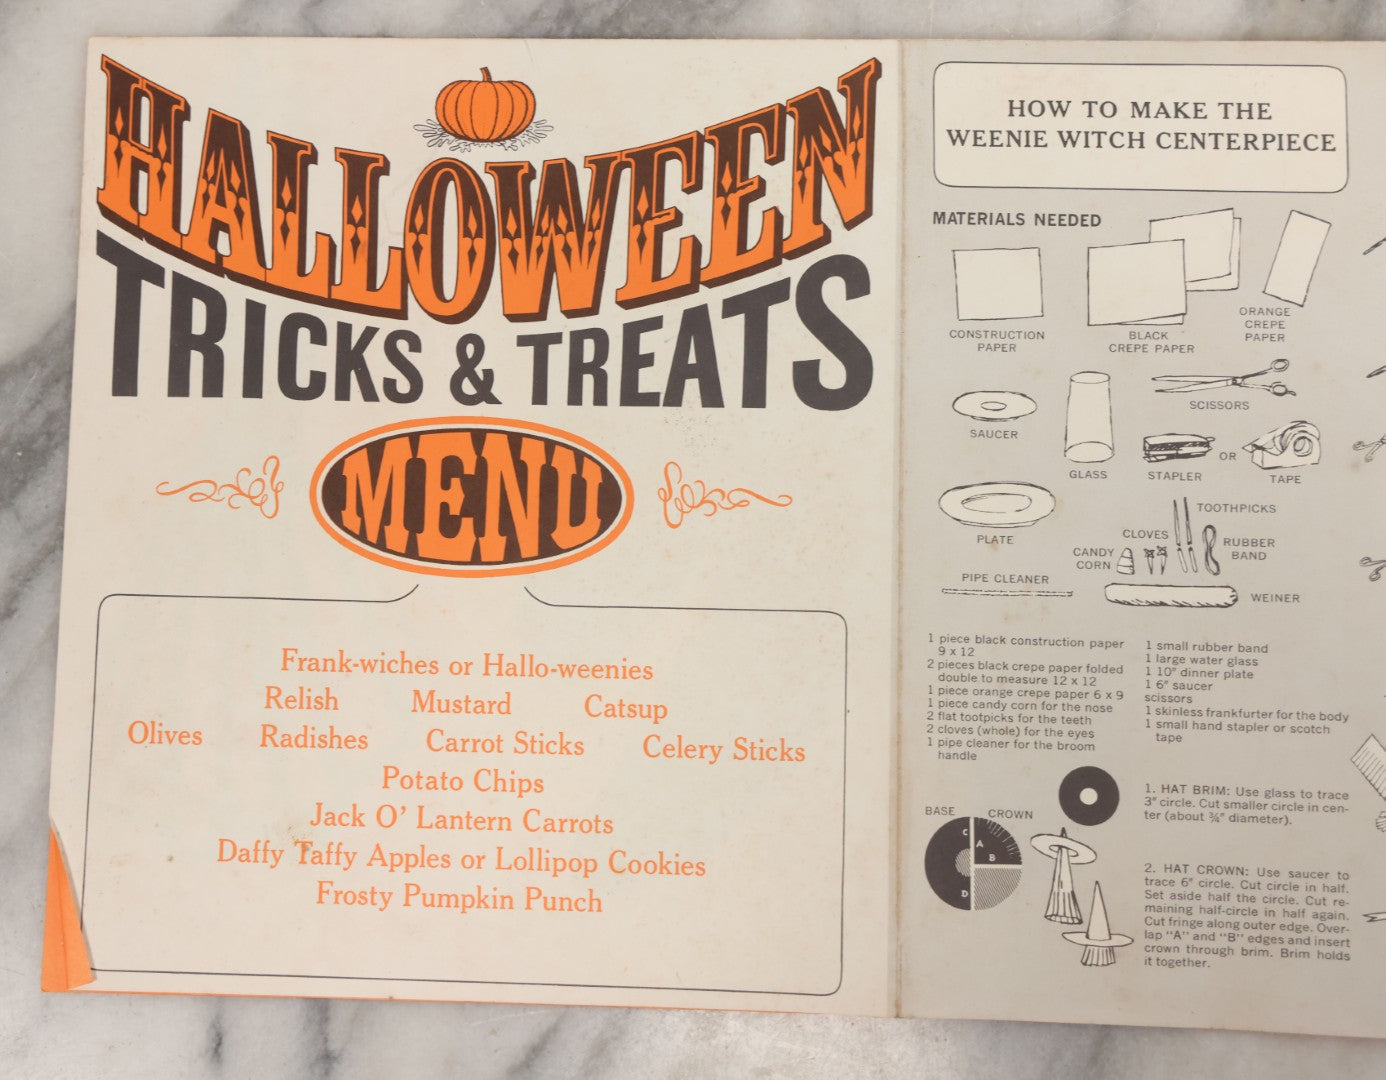 HALLOWEEN
TRICKS & TREATS
MENU
Frank-wiches or Hallo-weenies
Relish Mustard Catsup
Olives Radishes Carrot Sticks Celery Sticks
Potato Chips
Jack O' Lantern Carrots
Daffy Taffy Apples or Lollipop Cookies
Frosty Pumpkin Punch
HOW TO MAKE THE
WEENIE WITCH CENTERPIECE
MATERIALS NEEDED
CONSTRUCTION
PAPER
BLACK
CREPE PAPER
ORANGE
CREPE
PAPER
SAUCER
GLASS
SCISSORS
STAPLER
OR
TAPE
PLATE
CLOVES
TOOTHPICKS
CANDY
CORN
RUBBER
BAND
PIPE CLEANER
WEINER
1 piece black construction paper
9 x 12
2 pieces black crepe paper folded
double to measure 12 x 12
1 piece orange crepe paper 6 x 9
1 piece candy corn for the nose
2 flat tootpicks for the teeth
2 cloves (whole) for the eyes
1 pipe cleaner for the broom
handle
1 small rubber band
1 large water glass
1 10" dinner plate
1 6" saucer
scissors
1 skinless frankfurter for the body
1 small hand stapler or scotch
tape
BASE
CROWN
C
A
B
D
1. HAT BRIM: Use glass to trace
3" circle. Cut smaller circle in cen-
ter (about ¾" diameter).
2. HAT CROWN: Use saucer to
trace 6" circle. Cut circle in half.
Set aside half the circle. Cut re-
maining half-circle in half again.
Cut fringe along outer edge. Over-
lap "A" and "B" edges and insert
crown through brim. Brim holds
it together.